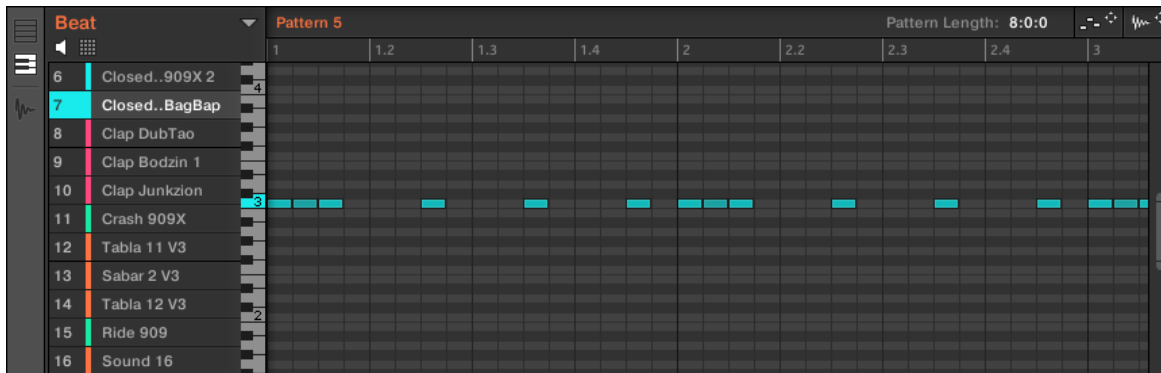 Beat
Pattern 5
Pattern Length: 8:0:0
1 1.2 1.3 1.4 2 2.2 2.3 2.4 3
6 Closed..909X 2
4
7 Closed..BagBap
8 Clap DubTao
9 Clap Bodzin 1
10 Clap Junkzion
3
11 Crash 909X
12 Tabla 11 V3
13 Sabar 2 V3
14 Tabla 12 V3
2
15 Ride 909
16 Sound 16